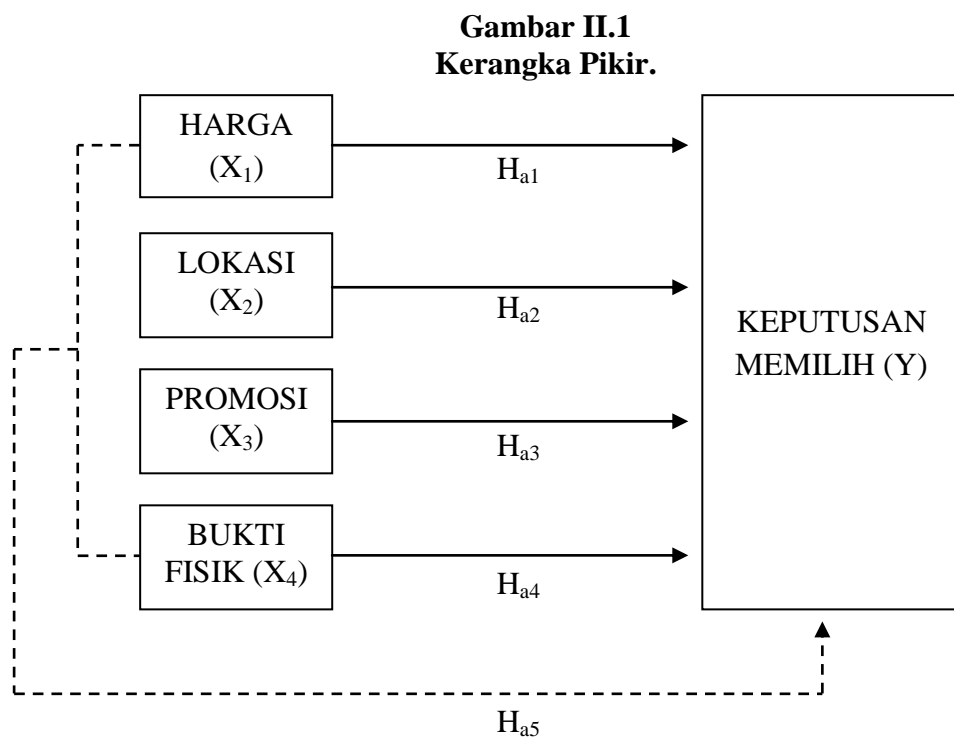 Gambar II.1
Kerangka Pikir.
HARGA
(X₁)
Hₐ₁
LOKASI
(X₂)
Hₐ₂
PROMOSI
(X₃)
Hₐ₃
BUKTI
FISIK (X₄)
Hₐ₄
KEPUTUSAN
MEMILIH (Y)
Hₐ₅